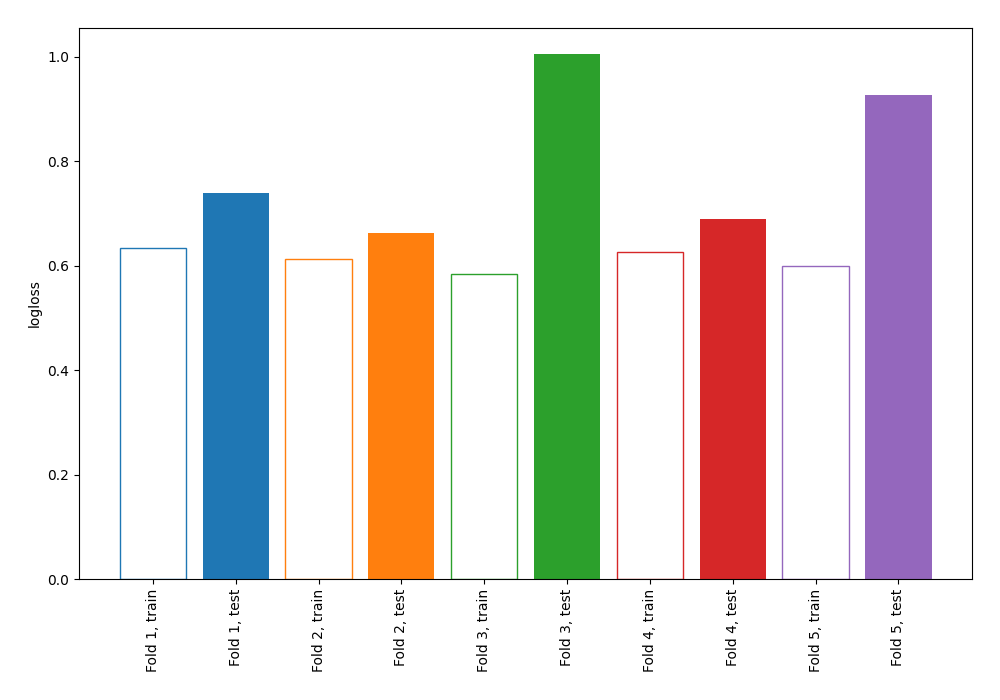 1.0
0.8
0.6
0.4
0.2
0.0
logloss
Fold 1, train
Fold 1, test
Fold 2, train
Fold 2, test
Fold 3, train
Fold 3, test
Fold 4, train
Fold 4, test
Fold 5, train
Fold 5, test